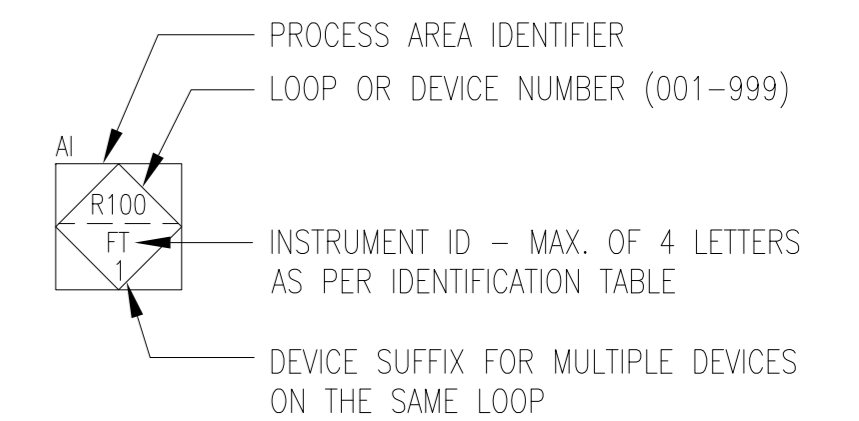 PROCESS AREA IDENTIFIER
LOOP OR DEVICE NUMBER (001-999)
AI
R100
FT
1
INSTRUMENT ID - MAX. OF 4 LETTERS
AS PER IDENTIFICATION TABLE
DEVICE SUFFIX FOR MULTIPLE DEVICES
ON THE SAME LOOP